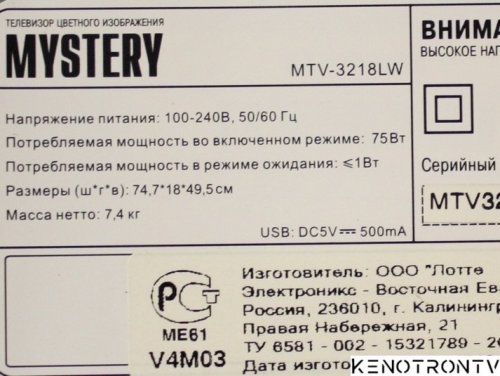 ТЕЛЕВИЗОР ЦВЕТНОГО ИЗОБРАЖЕНИЯ
MYSTERY
MTV-3218LW
Напряжение питания: 100-240В, 50/60 Гц
Потребляемая мощность во включенном режиме: 75Вт
Потребляемая мощность в режиме ожидания: ⩽1Вт
Размеры (ш*г*в): 74,7*18*49,5см
Масса нетто: 7,4 кг
USB: DC5V⎓ 500mA
ВНИМА
ВЫСОКОЕ НАП
Серийный
MTV32
РСТ
МЕ61
V4M03
Изготовитель: ООО "Лотте
Электроникс - Восточная Ев
Россия, 236010, г. Калининг
Правая Набережная, 21
ТУ 6581 - 002 - 15321789 - 2
Дата изгото
KENOTRONTV